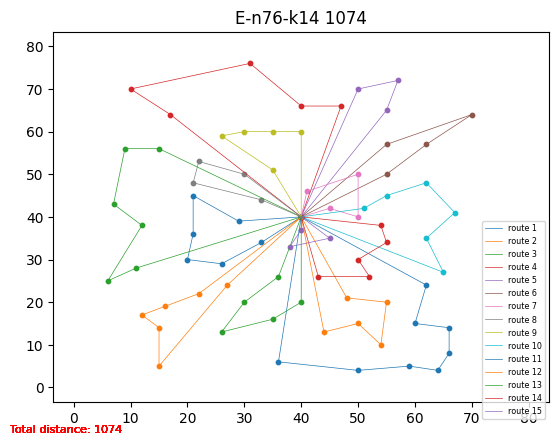 E-n76-k14 1074
80
70
60
50
40
30
20
10
0
0 10 20 30 40 50 60 70 80
route 1
route 2
route 3
route 4
route 5
route 6
route 7
route 8
route 9
route 10
route 11
route 12
route 13
route 14
route 15
Total distance: 1074